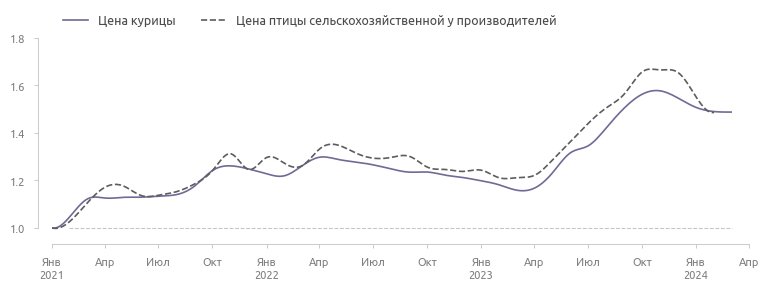 Цена курицы Цена птицы сельскохозяйственной у производителей
1.8
1.6
1.4
1.2
1.0
Янв Апр Июл Окт Янв Апр Июл Окт Янв Апр Июл Окт Янв Апр
2021 2022 2023 2024